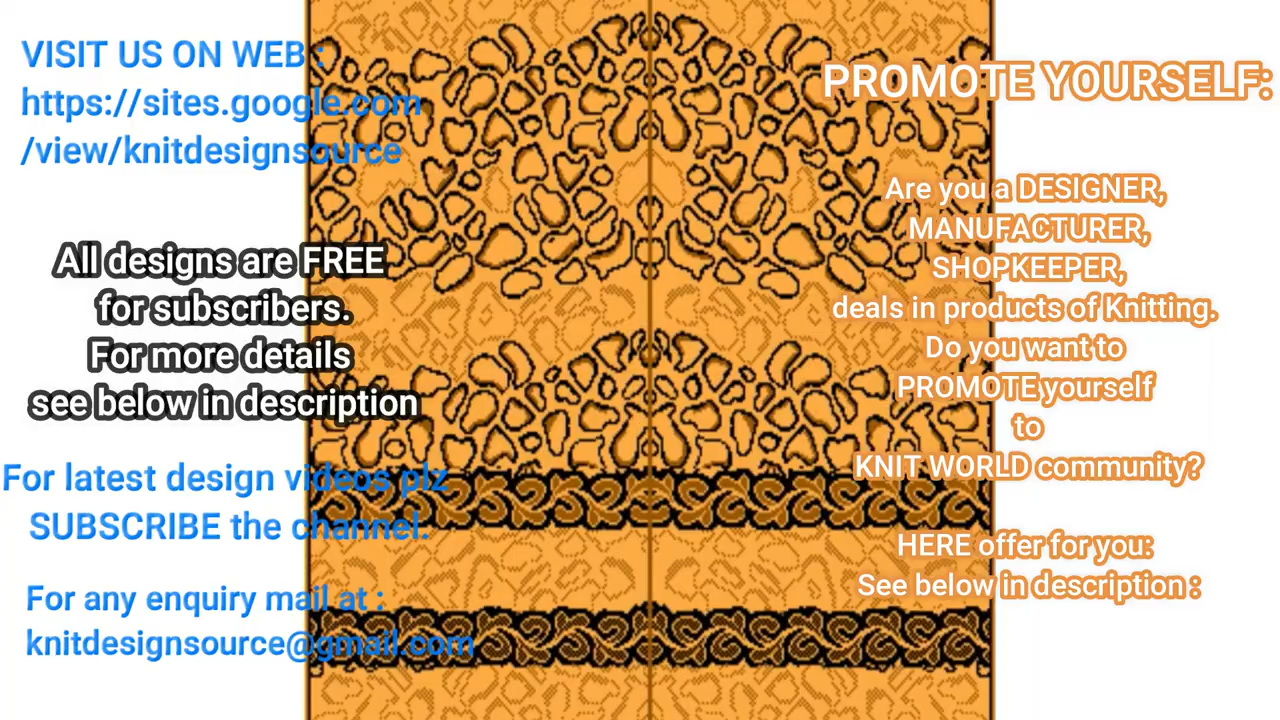 VISIT US ON WEB :
https://sites.google.com
/view/knitdesignsource
All designs are FREE
for subscribers.
For more details
see below in description
For latest design videos plz
SUBSCRIBE the channel.
For any enquiry mail at :
knitdesignsource@gmail.com
PROMOTE YOURSELF:
Are you a DESIGNER,
MANUFACTURER,
SHOPKEEPER,
deals in products of Knitting.
Do you want to
PROMOTE yourself
to
KNIT WORLD community?
HERE offer for you:
See below in description :